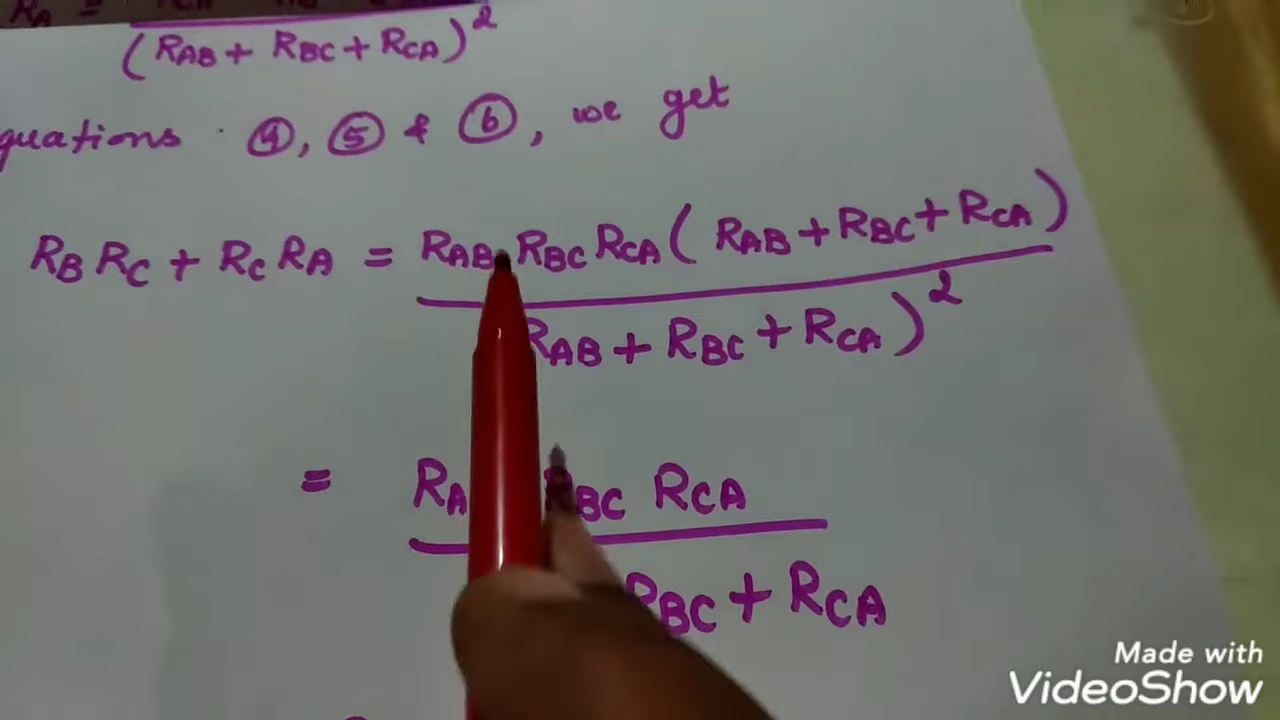 (RAB + RBC + RCA)²
quations ④, ⑤ & ⑥, we get
RB RC + RC RA = RAB RBC RCA ( RAB + RBC + RCA )
RAB + RBC + RCA )²
= RA RBC RCA
RBC + RCA
Made with
VideoShow